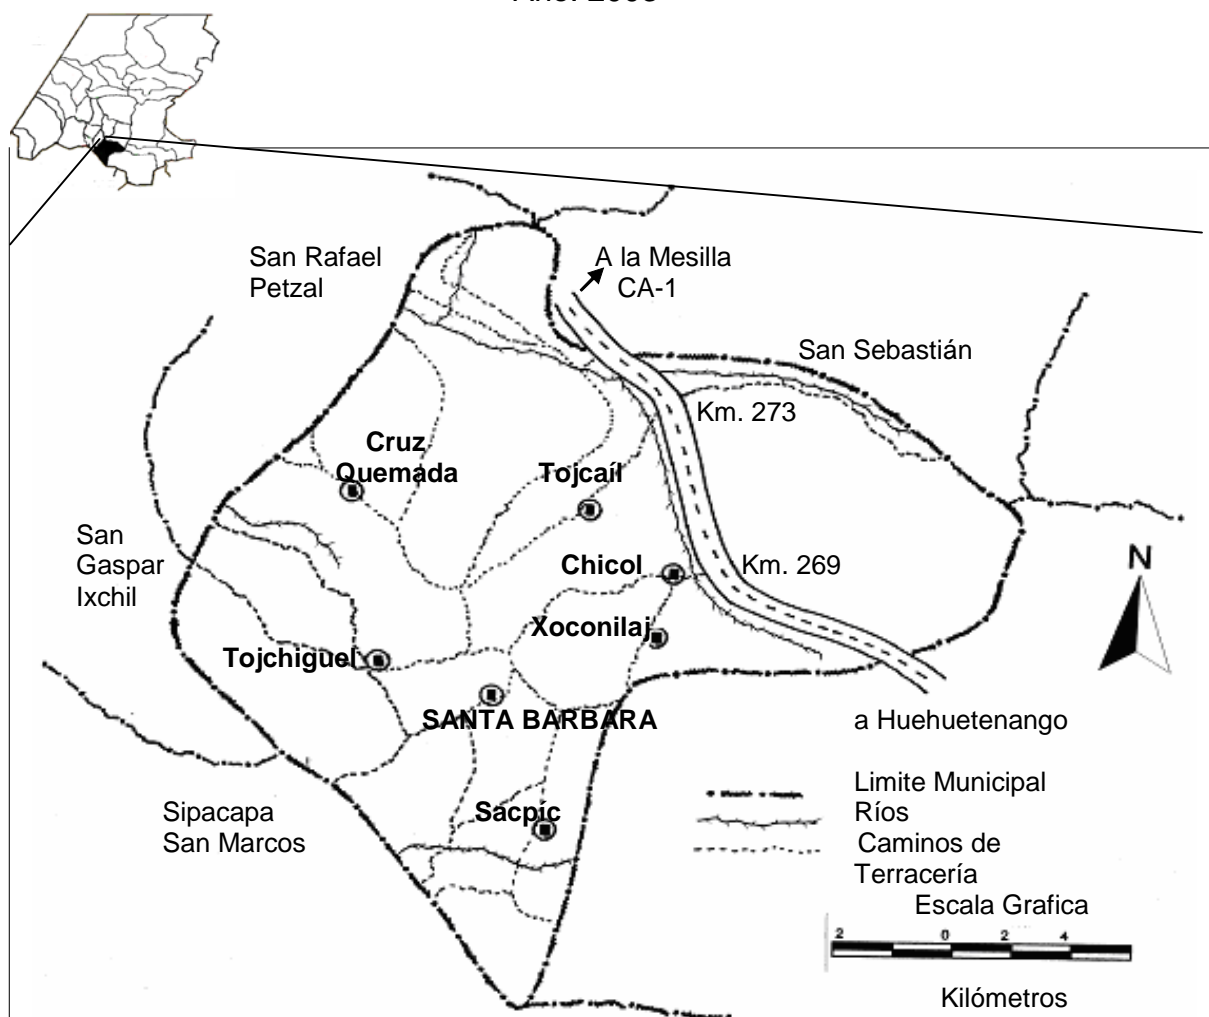 San Rafael
Petzal
A la Mesilla
CA-1
San Sebastián
Km. 273
Cruz
Quemada
Tojcaíl
San
Gaspar
Ixchil
Chicol
Km. 269
N
Xoconilaj
Tojchiguel
SANTA BARBARA
a Huehuetenango
Limite Municipal
Ríos
Caminos de
Terracería
Sipacapa
San Marcos
Sacpic
Escala Grafica
2 0 2 4
Kilómetros